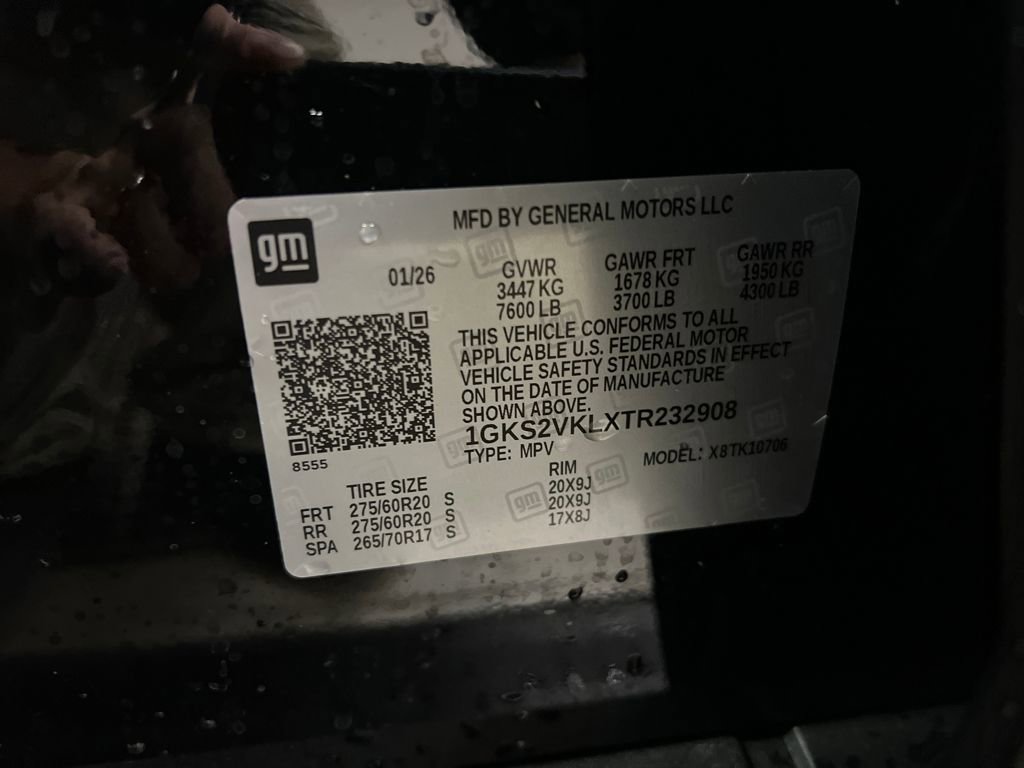 gm
MFD BY GENERAL MOTORS LLC
01/26
GVWR GAWR FRT GAWR RR
3447 KG 1678 KG 1950 KG
7600 LB 3700 LB 4300 LB
THIS VEHICLE CONFORMS TO ALL
APPLICABLE U.S. FEDERAL MOTOR
VEHICLE SAFETY STANDARDS IN EFFECT
ON THE DATE OF MANUFACTURE
SHOWN ABOVE.
1GKS2VKLXTR232908
TYPE: MPV MODEL: X8TK10706
8555
TIRE SIZE RIM
FRT 275/60R20 S 20X9J
RR 275/60R20 S 20X9J
SPA 265/70R17 S 17X8J